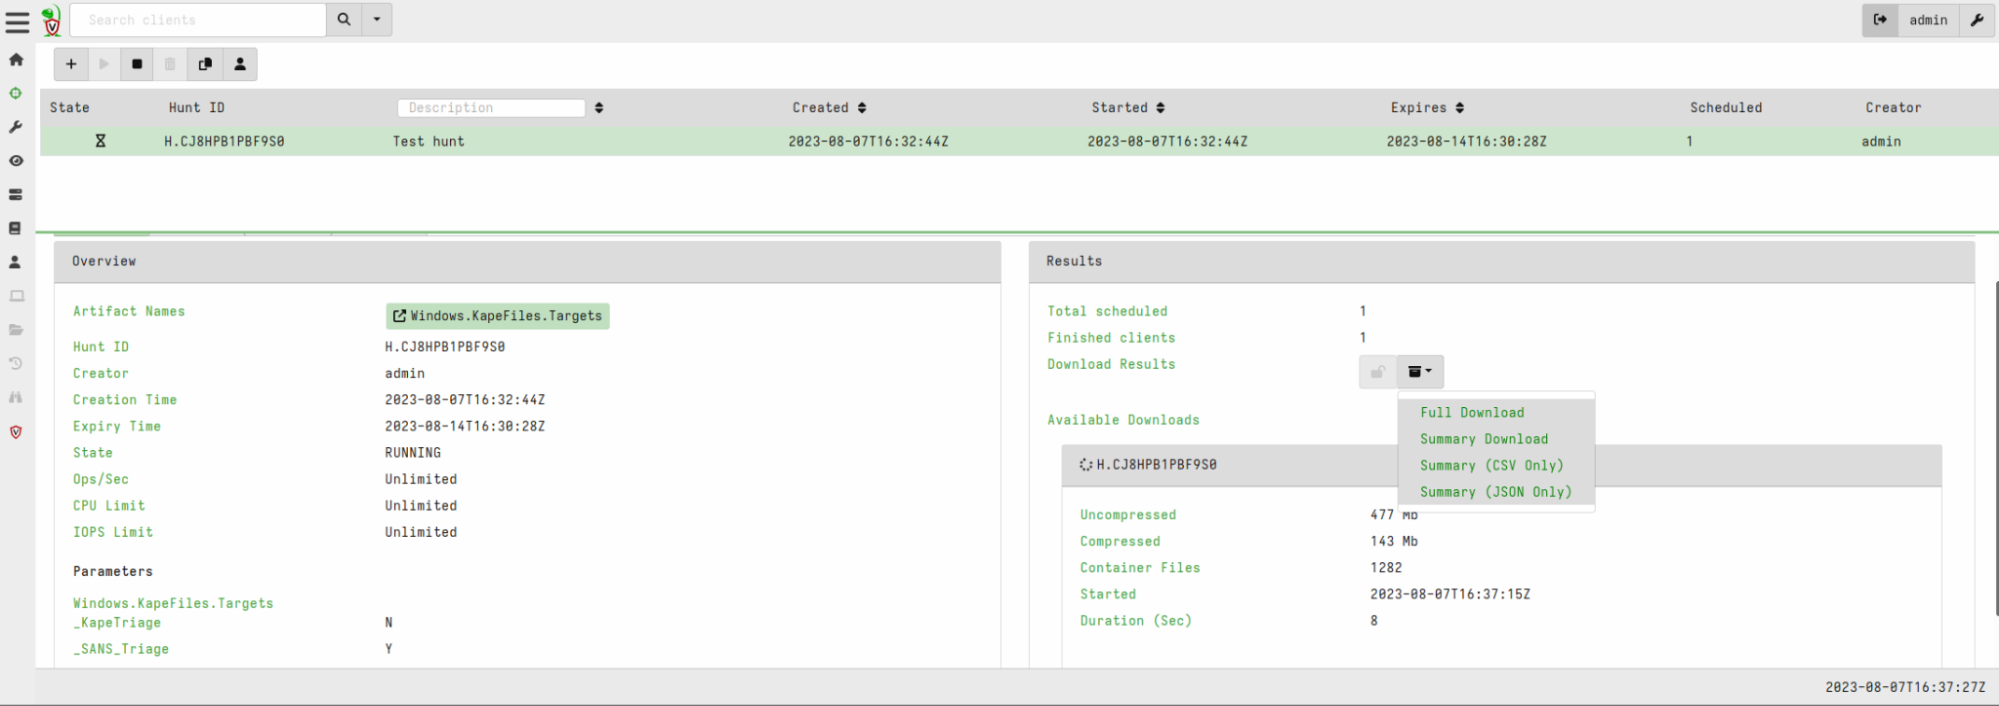 Search clients
admin
State Hunt ID Description Created Started Expires Scheduled Creator
H.CJ8HPB1PBF9S0 Test hunt 2023-08-07T16:32:44Z 2023-08-07T16:32:44Z 2023-08-14T16:30:28Z 1 admin
Overview
Artifact Names Windows.KapeFiles.Targets
Hunt ID H.CJ8HPB1PBF9S0
Creator admin
Creation Time 2023-08-07T16:32:44Z
Expiry Time 2023-08-14T16:30:28Z
State RUNNING
Ops/Sec Unlimited
CPU Limit Unlimited
IOPS Limit Unlimited
Parameters
Windows.KapeFiles.Targets
_KapeTriage N
_SANS_Triage Y
Results
Total scheduled 1
Finished clients 1
Download Results
Full Download
Summary Download
Summary (CSV Only)
Summary (JSON Only)
Available Downloads
H.CJ8HPB1PBF9S0
Uncompressed 477 Mb
Compressed 143 Mb
Container Files 1282
Started 2023-08-07T16:37:15Z
Duration (Sec) 8
2023-08-07T16:37:27Z